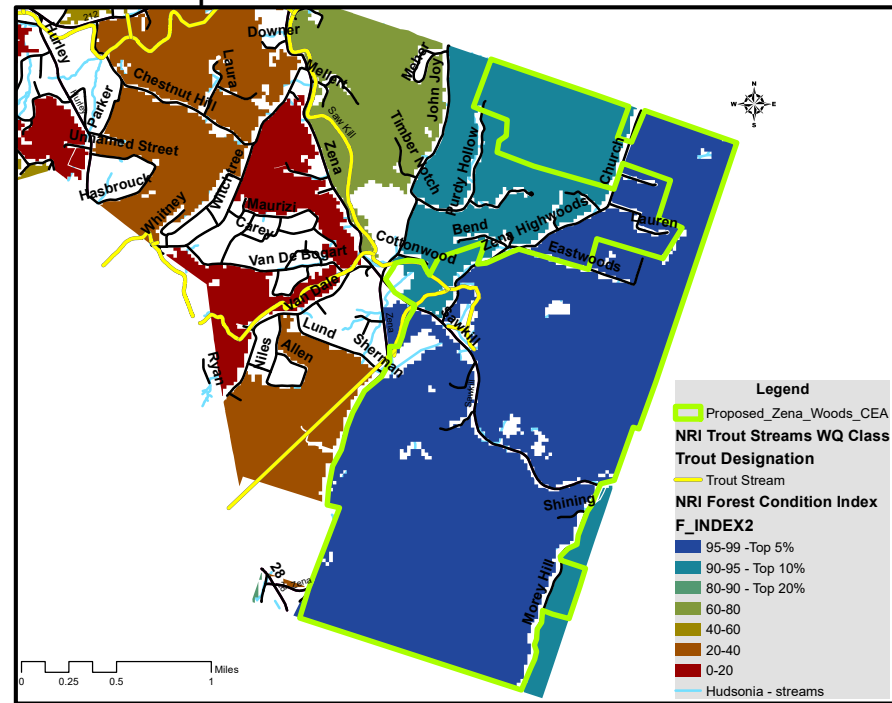 212
Hurley
Downer
Laura
Mellert
Meher
John Joy
Chestnut Hill
Parker
Hurley
Saw Kill
Timber Notch
Unnamed Street
Zena
Purdy Hollow
Church
Hasbrouck
Witchtree
Whitney
Maurizi
Carey
Lauren
Bend
Zena Highwoods
Cottonwood
Eastwoods
Van De Bogart
Van Dale
Zena
Sawkill
Lund
Sherman
Niles
Allen
Ryan
Sawkill
Shining
28
Zena
Morey Hill
N
W
E
S
Legend
Proposed_Zena_Woods_CEA
NRI Trout Streams WQ Class
Trout Designation
Trout Stream
NRI Forest Condition Index
F_INDEX2
95-99 -Top 5%
90-95 - Top 10%
80-90 - Top 20%
60-80
40-60
20-40
0-20
Hudsonia - streams
Miles
0 0.25 0.5 1